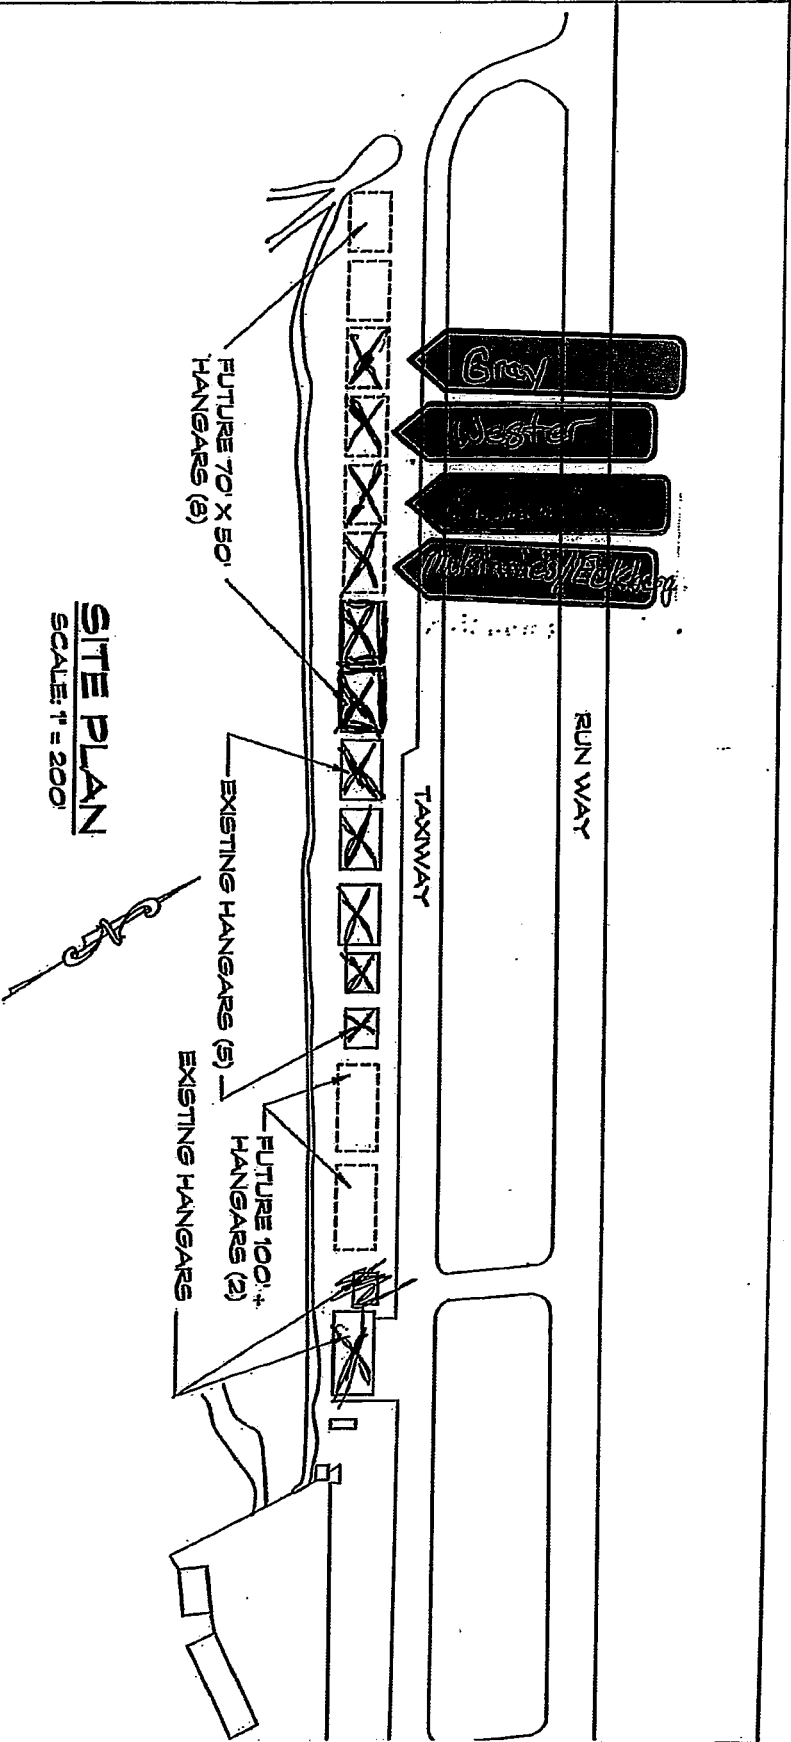 Gray
Wester
RUN WAY
TAXIWAY
FUTURE 70' X 50'
HANGARS (8)
EXISTING HANGARS (5)
FUTURE 100' +
HANGARS (2)
EXISTING HANGARS
SITE PLAN
SCALE: 1" = 200'
N